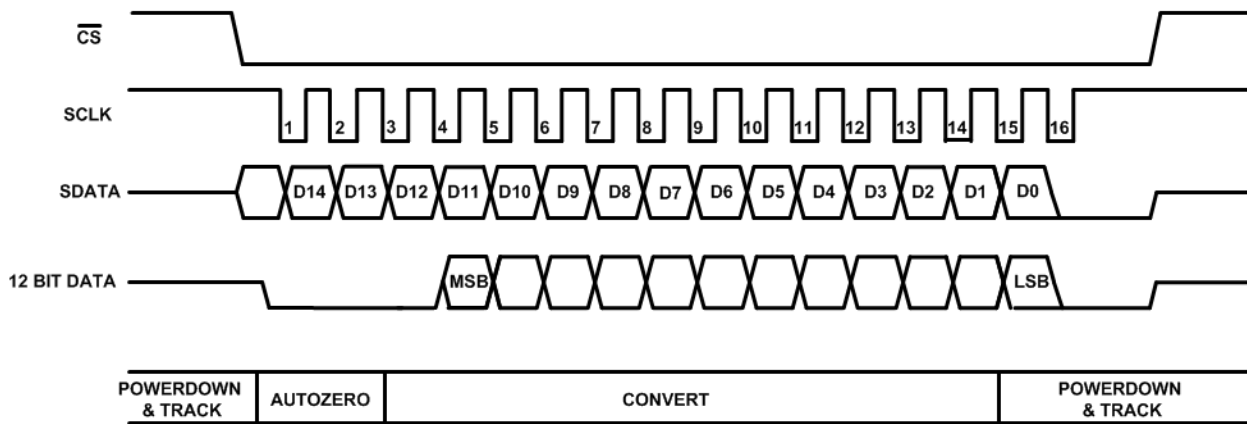 CS
SCLK
1 2 3 4 5 6 7 8 9 10 11 12 13 14 15 16
SDATA
D14 D13 D12 D11 D10 D9 D8 D7 D6 D5 D4 D3 D2 D1 D0
12 BIT DATA
MSB LSB
POWERDOWN
& TRACK
AUTOZERO
CONVERT
POWERDOWN
& TRACK